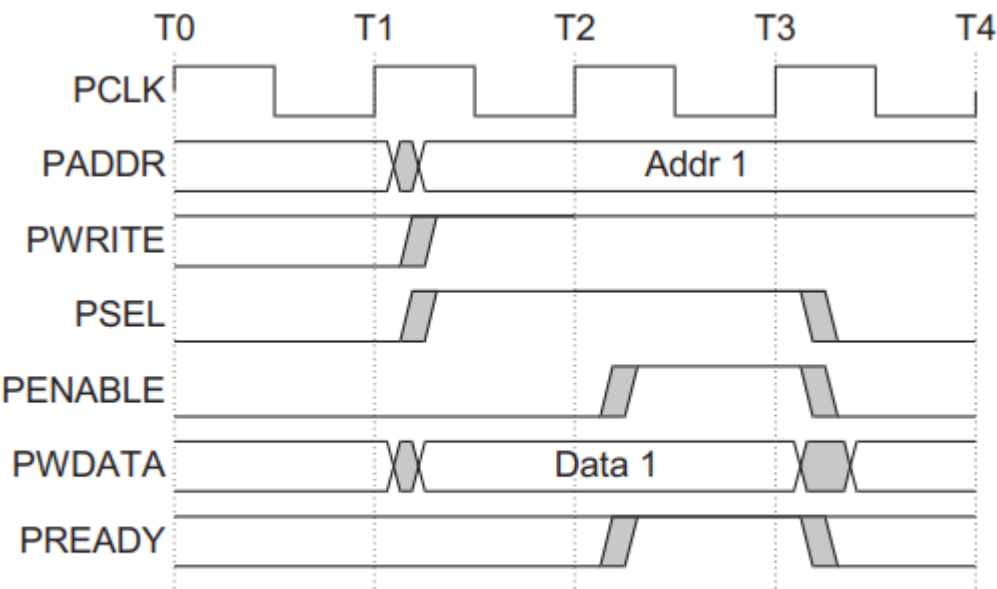 T0 T1 T2 T3 T4
PCLK
PADDR Addr 1
PWRITE
PSEL
PENABLE
PWDATA Data 1
PREADY